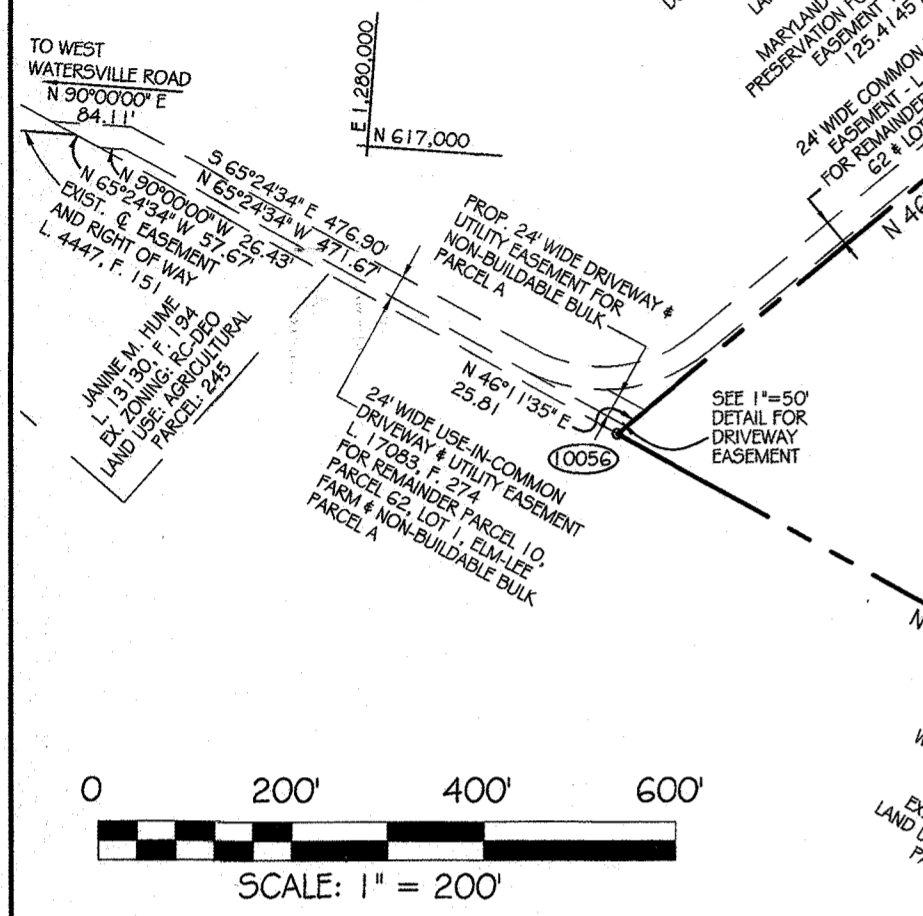 TO WEST
WATERSVILLE ROAD
N 90°00'00" E
84.11'
E 1,280,000
N 617,000
MARYLAND
PRESERVATION
EASEMENT
125.4145
24' WIDE COMMON
EASEMENT - L
FOR REMAINDER
62 & LOT
N 46
S 65°24'34" E 476.90'
N 65°24'34" W 471.67'
N 90°00'00" W 26.43'
N 65°24'34" W 57.67'
EXIST. ℄ EASEMENT
AND RIGHT OF WAY
L. 4447, F. 151
PROP. 24' WIDE DRIVEWAY &
UTILITY EASEMENT FOR
NON-BUILDABLE BULK
PARCEL A
JANINE M. HUME
L. 13130, F. 194
EX. ZONING: RC-DEO
LAND USE: AGRICULTURAL
PARCEL: 245
N 46°11'35" E
25.81
24' WIDE USE-IN-COMMON
DRIVEWAY & UTILITY EASEMENT
L. 17083, F. 274
FOR REMAINDER PARCEL 10,
PARCEL 62, LOT 1, ELM-LEE
FARM & NON-BUILDABLE BULK
PARCEL A
10056
SEE 1"=50'
DETAIL FOR
DRIVEWAY
EASEMENT
N
EX
LAND
0 200' 400' 600'
SCALE: 1" = 200'